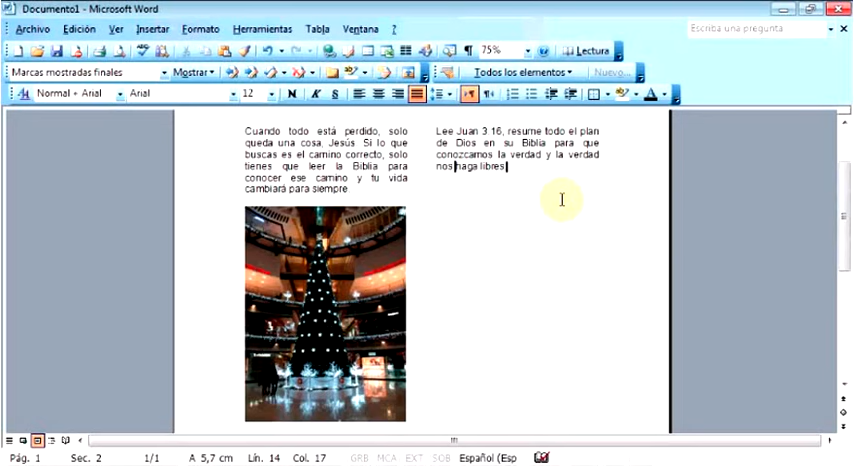 Documento1 - Microsoft Word
Archivo Edición Ver Insertar Formato Herramientas Tabla Ventana ?
Escriba una pregunta
75%
Lectura
Marcas mostradas finales
Mostrar
Todos los elementos
Nuevo...
Normal + Arial
Arial
12
N K S
Cuando todo está perdido, solo
queda una cosa, Jesús Si lo que
buscas es el camino correcto, solo
tienes que leer la Biblia para
conocer ese camino y tu vida
cambiará para siempre
Lee Juan 3 16, resume todo el plan
de Dios en su Biblia para que
conozcamos la verdad y la verdad
nos haga libres
Pág. 1 Sec. 2 1/1 A 5,7 cm Lín. 14 Col. 17 GRB MCA EXT SOB Español (Esp